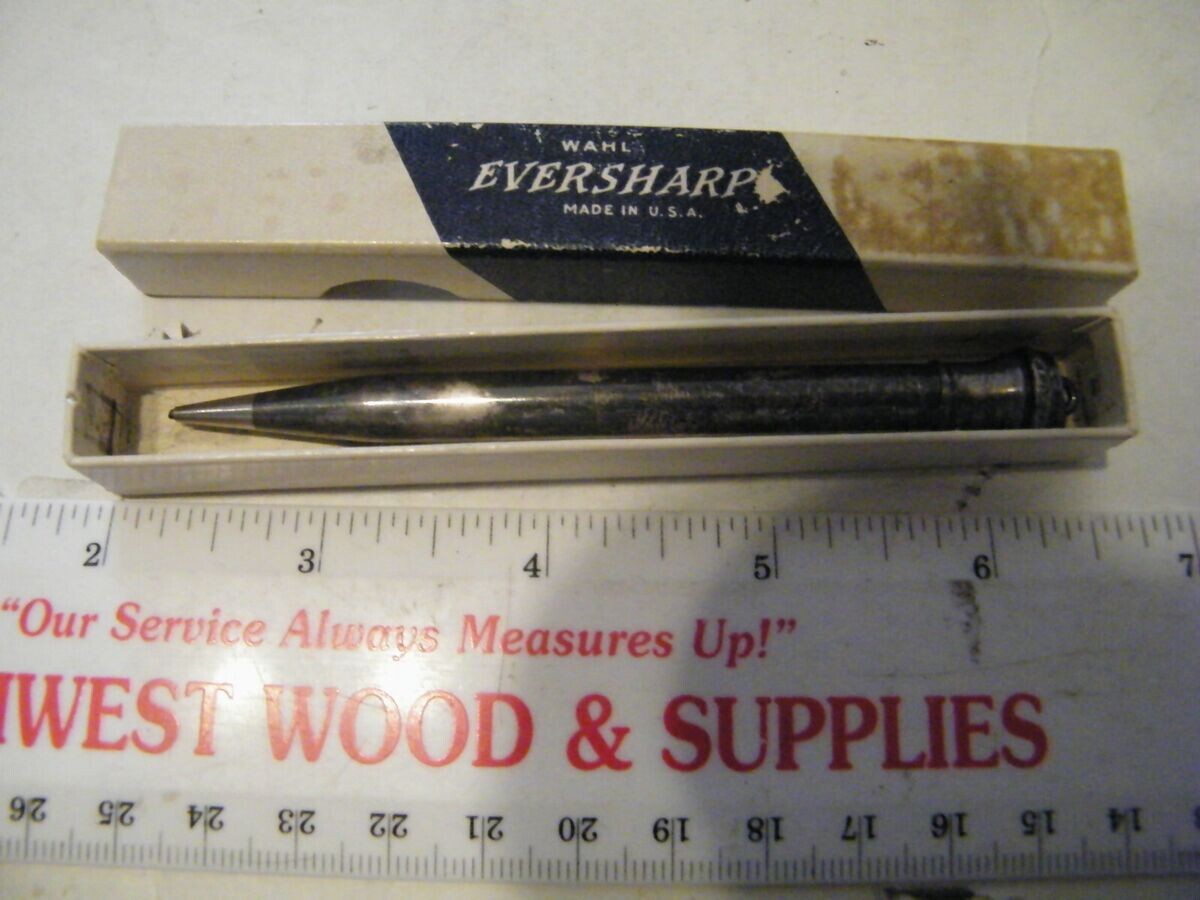 WAHL
EVERSHARP
MADE IN U.S.A.
2 3 4 5 6 7
"Our Service Always Measures Up!"
WEST WOOD & SUPPLIES
26 25 24 23 22 21 20 19 18 17 16 15 14